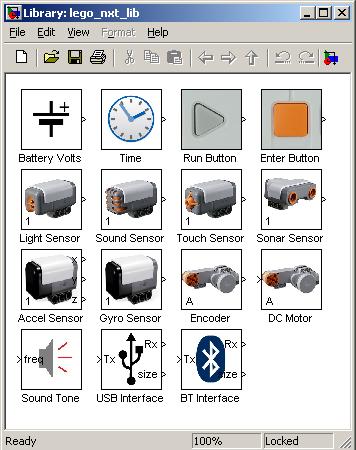 Library: lego_nxt_lib
File Edit View Format Help
+
Battery Volts Time Run Button Enter Button
1 1 1 1
Light Sensor Sound Sensor Touch Sensor Sonar Sensor
x
y
z
1 1 A A
Accel Sensor Gyro Sensor Encoder DC Motor
freq Tx Rx size Tx Rx size
Sound Tone USB Interface BT Interface
Ready 100% Locked